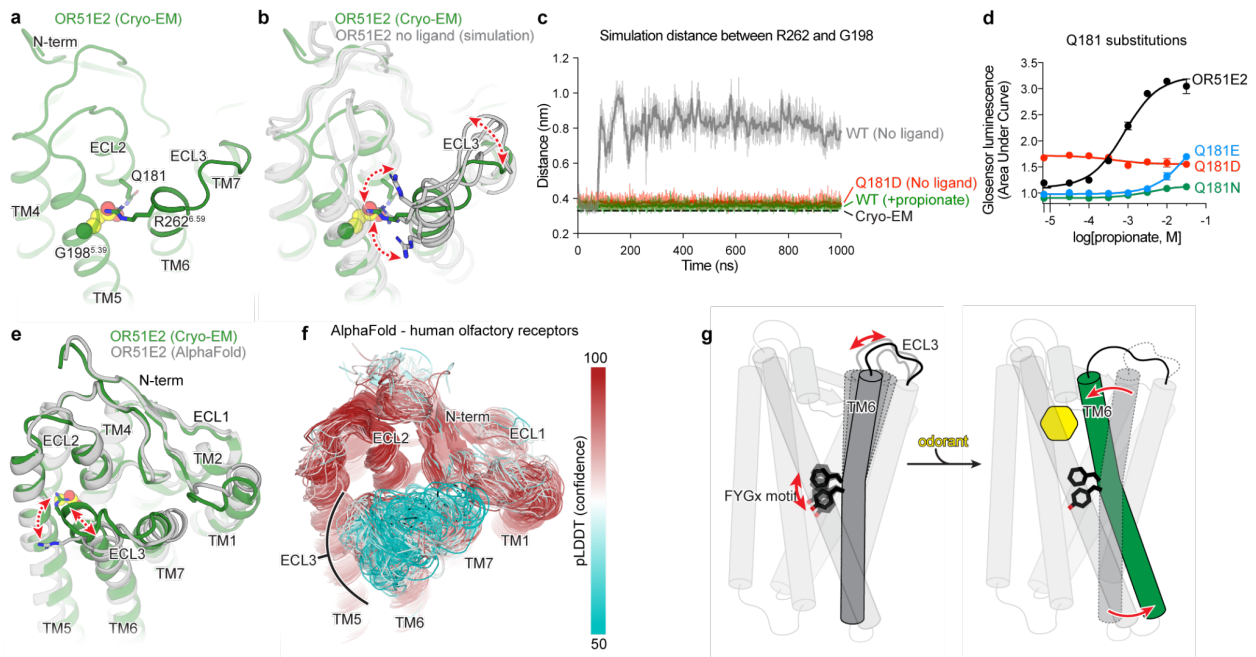 a
OR51E2 (Cryo-EM)
N-term
ECL2
Q181
ECL3
TM7
TM4
R262^6.59
G198^5.39
TM6
TM5
b
OR51E2 (Cryo-EM)
OR51E2 no ligand (simulation)
ECL3
c
Simulation distance between R262 and G198
Distance (nm)
1.2
1.0
0.8
0.6
0.4
0.2
WT (No ligand)
Q181D (No ligand)
WT (+propionate)
Cryo-EM
0
200
400
600
800
1000
Time (ns)
d
Q181 substitutions
Glosensor luminescence
(Area Under Curve)
3.5
3.0
2.5
2.0
1.5
1.0
OR51E2
Q181E
Q181D
Q181N
-5
-4
-3
-2
-1
log[propionate, M]
e
OR51E2 (Cryo-EM)
OR51E2 (AlphaFold)
N-term
ECL1
TM4
ECL2
TM2
ECL3
TM1
TM7
TM5
TM6
f
AlphaFold - human olfactory receptors
N-term
ECL1
ECL2
ECL3
TM1
TM7
TM5
TM6
100
pLDDT (confidence)
50
g
ECL3
TM6
FYGx motif
odorant
TM6